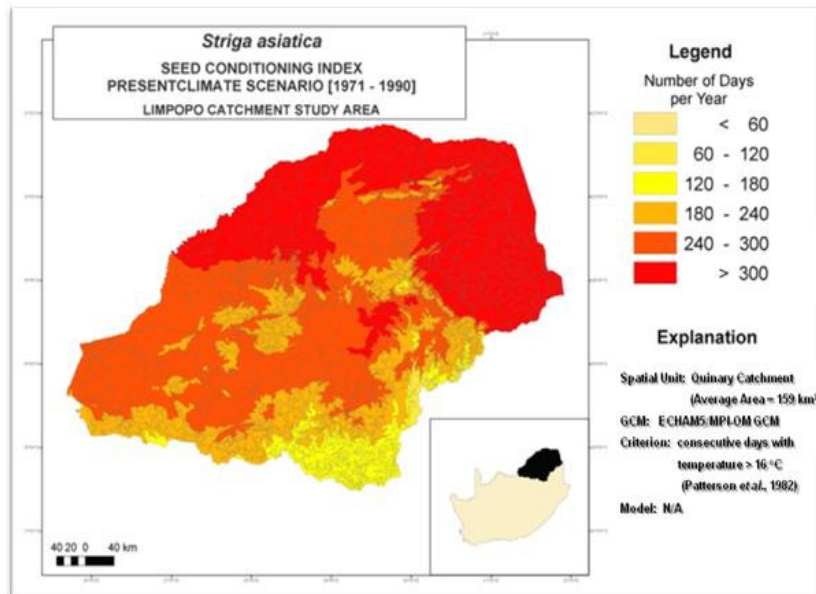 Striga asiatica
SEED CONDITIONING INDEX
PRESENTCLIMATE SCENARIO [1971 - 1990]
LIMPOPO CATCHMENT STUDY AREA
Legend
Number of Days
per Year
< 60
60 - 120
120 - 180
180 - 240
240 - 300
> 300
Explanation
Spatial Unit: Quinary Catchment
(Average Area = 159 km²
GCM: ECHAM5/MPI-OM GCM
Criterion: consecutive days with
temperature > 16 °C
(Patterson et al., 1982)
Model: N/A
40 20 0 40 km